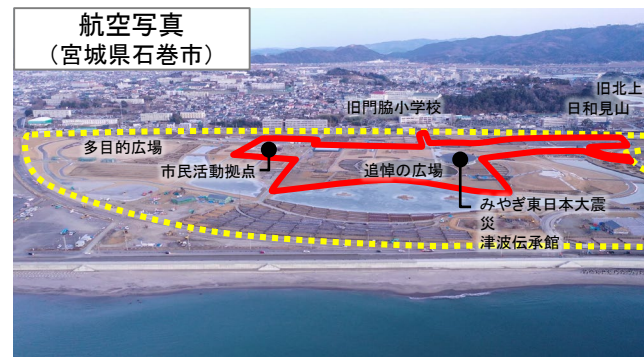 航空写真
（宮城県石巻市）
旧北上
日和見山
旧門脇小学校
多目的広場
市民活動拠点
追悼の広場
みやぎ東日本大震
災
津波伝承館